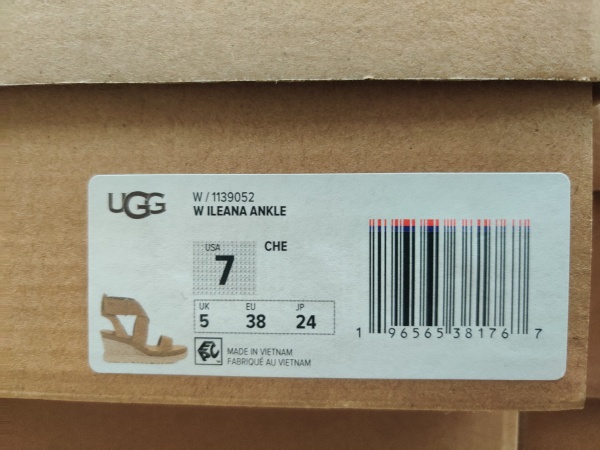 UGG
W / 1139052
W ILEANA ANKLE
USA
7
CHE
UK EU JP
5 38 24
MADE IN VIETNAM
FABRIQUÉ AU VIETNAM
1 96565 38176 7